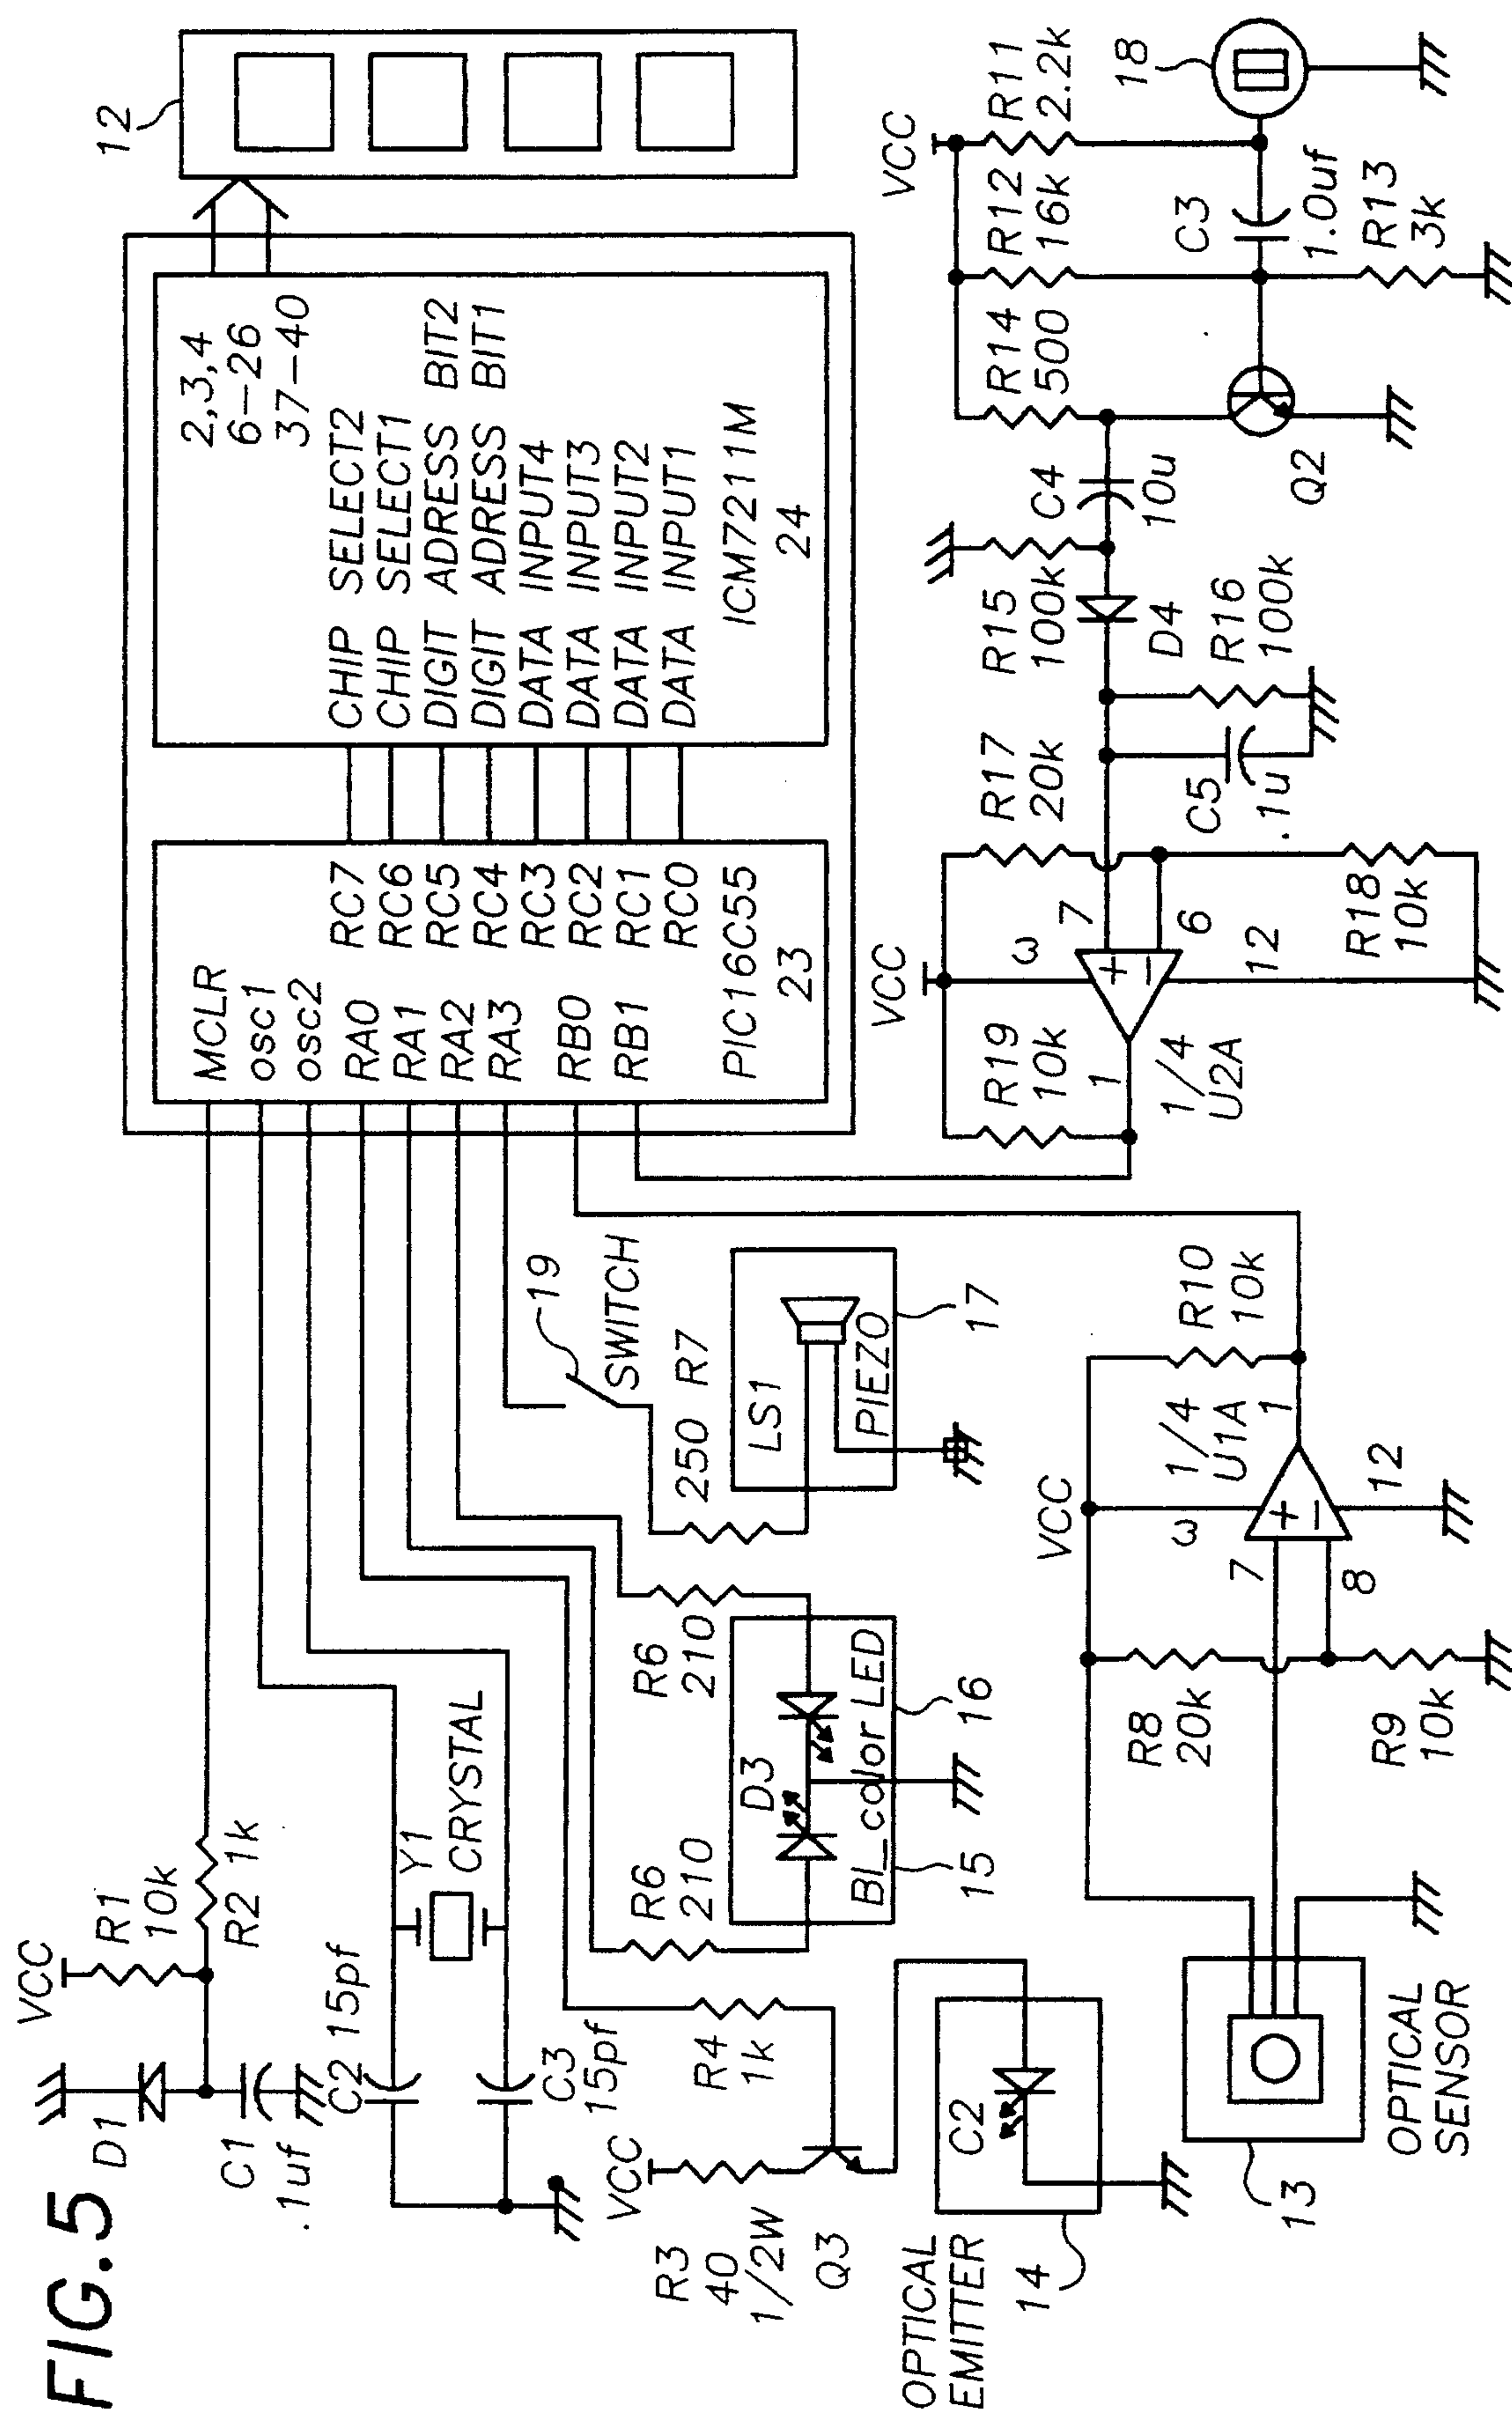 FIG.5
VCC
R1
10k
R2 1k
D1
C1
.1uf
C2 15pf
C3
15pf
Y1
CRYSTAL
VCC
R3
40
1/2W
Q3
R4
1k
OPTICAL
EMITTER
14
C2
R6
210
R6
210
D3
BI_color LED
15
16
250 R7
SWITCH
19
LS1
PIEZO
17
OPTICAL
SENSOR
13
VCC
R8
20k
R9
10k
7
8
3
12
1/4
U1A
1
R10
10k
MCLR
osc1
osc2
RA0
RA1
RA2
RA3
RB0
RB1
RC7
RC6
RC5
RC4
RC3
RC2
RC1
RC0
PIC16C55
23
2,3,4
6-26
37-40
CHIP SELECT2
CHIP SELECT1
DIGIT ADRESS BIT2
DIGIT ADRESS BIT1
DATA INPUT4
DATA INPUT3
DATA INPUT2
DATA INPUT1
ICM7211M
24
12
VCC
R19
10k
1
1/4
U2A
3
7
6
12
R17
20k
R18
10k
C5
.1u
R16
100k
D4
R15
100k
C4
10u
R14
500
Q2
VCC
R12
16k
R11
2.2k
C3
1.0uf
R13
3k
18